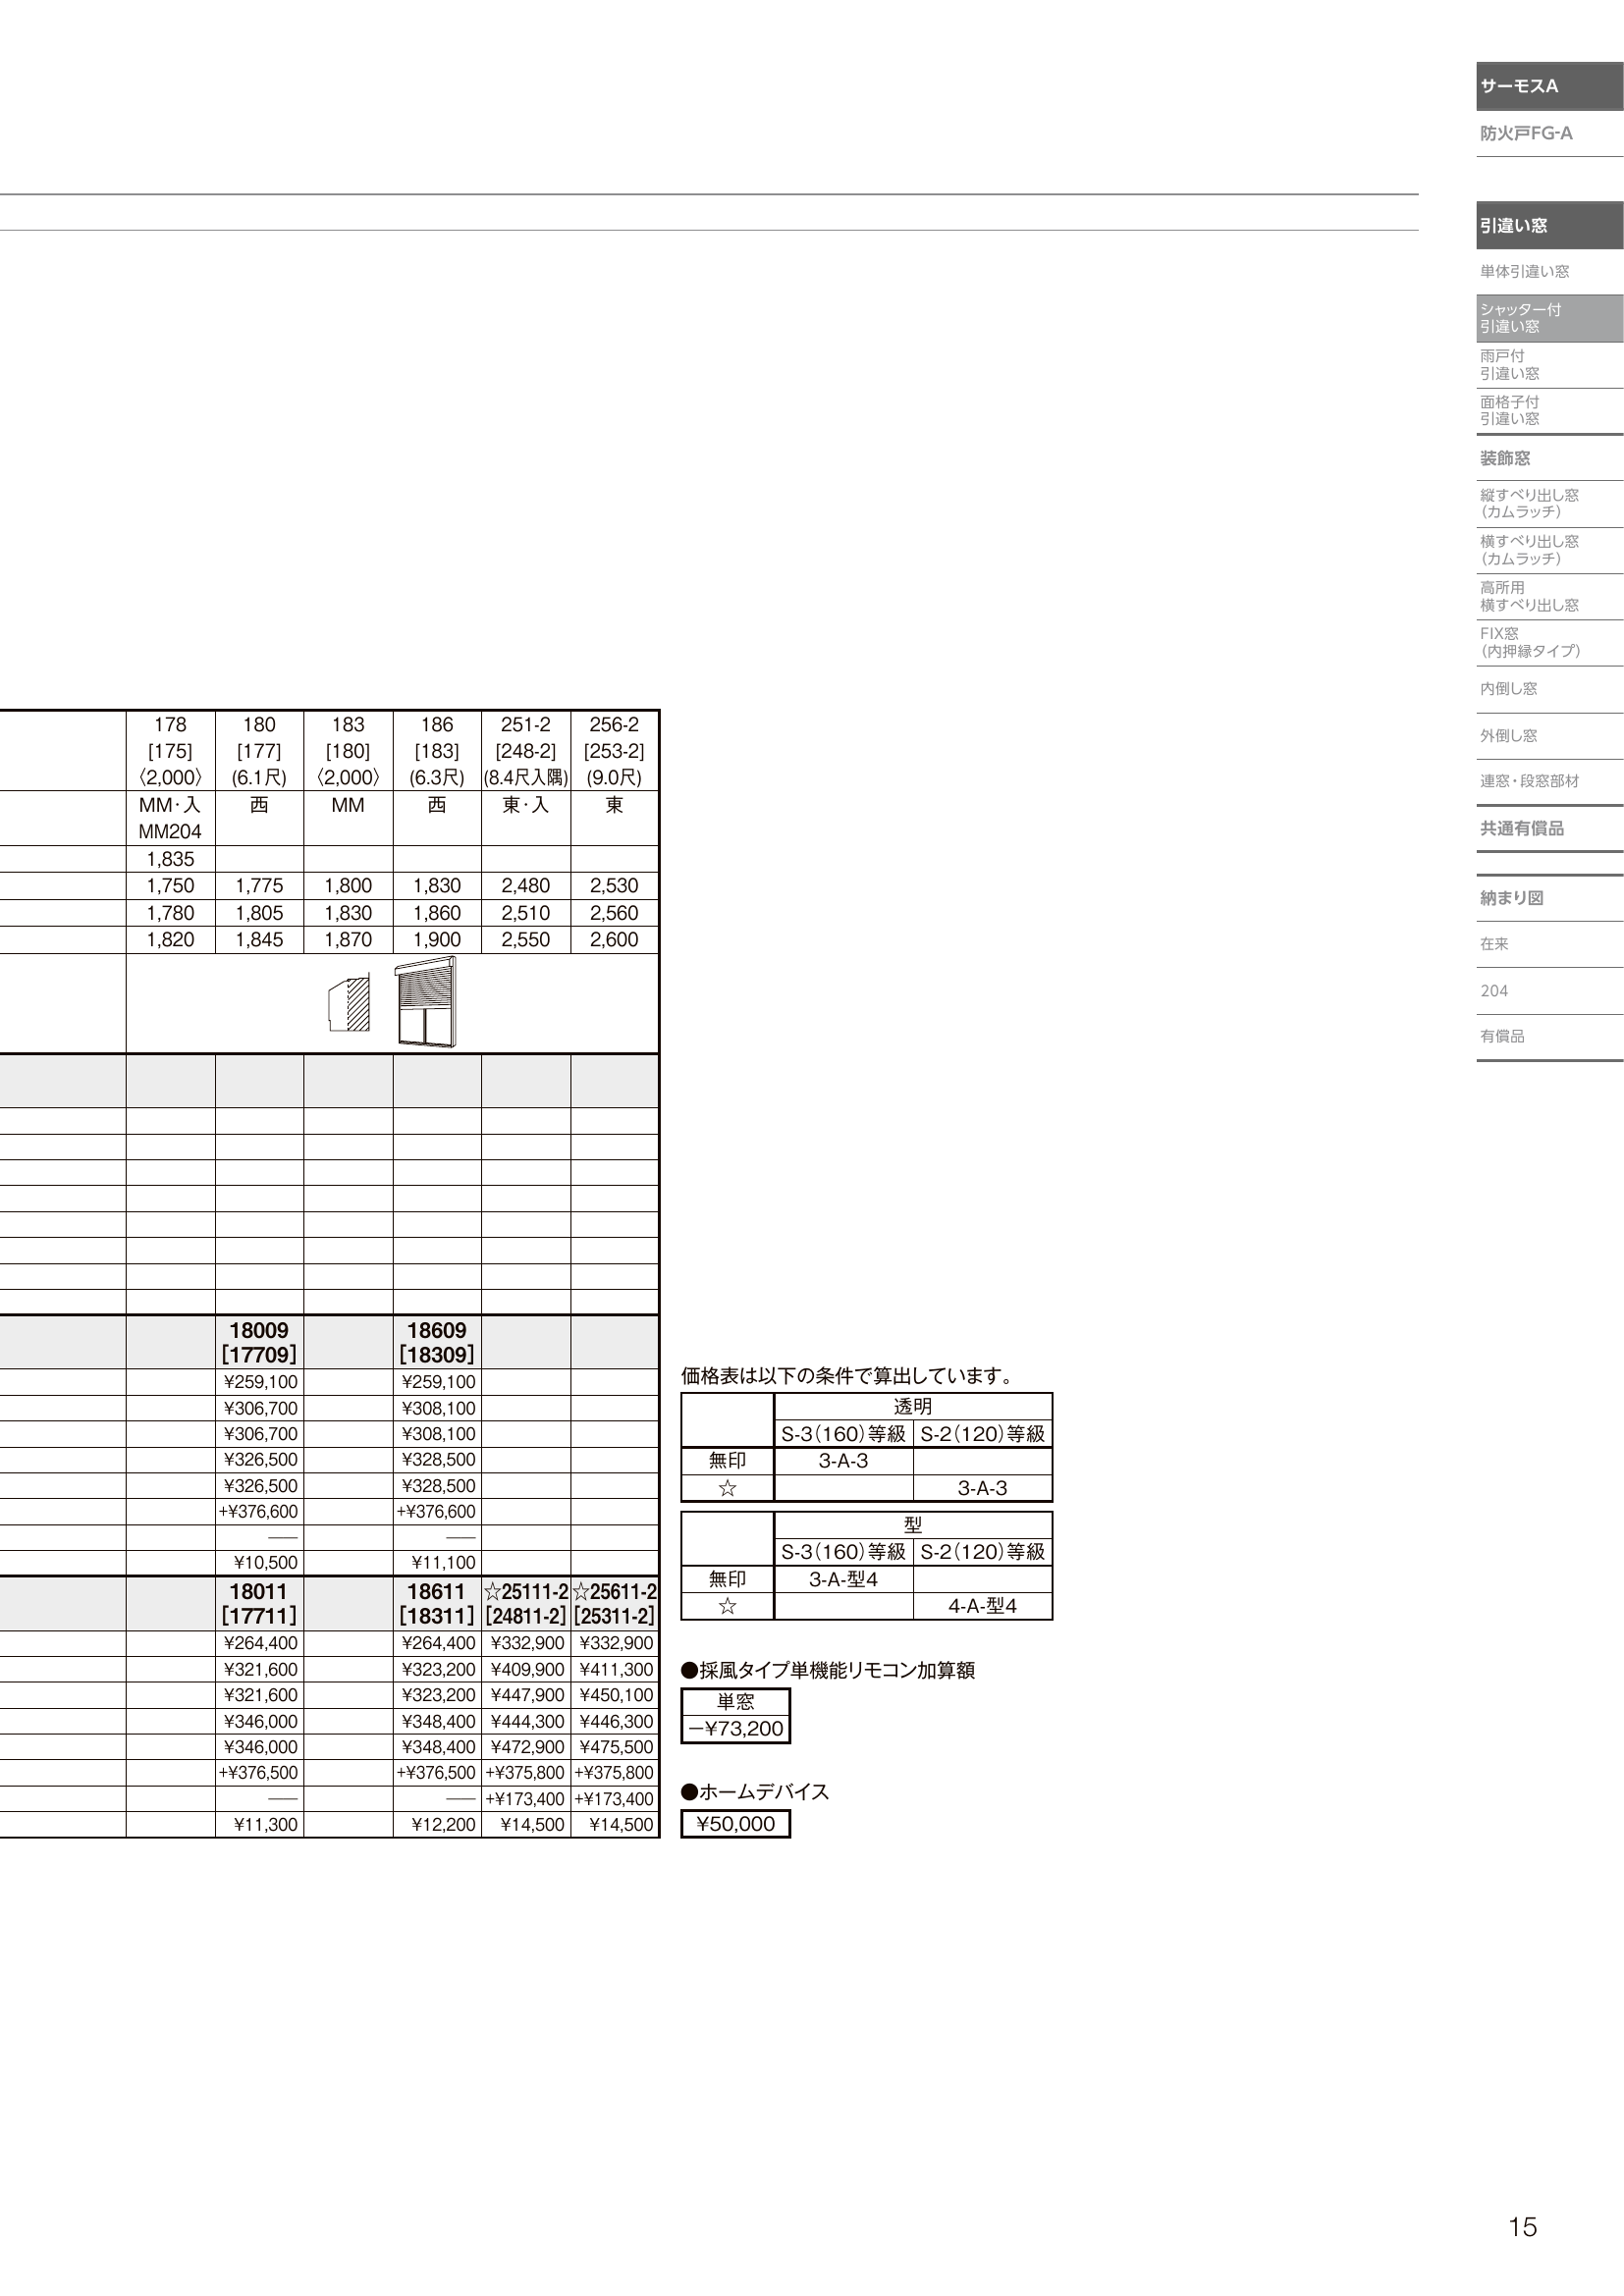 サーモスA
防火戸FG-A
引違い窓
単体引違い窓
シャッター付
引違い窓
雨戸付
引違い窓
面格子付
引違い窓
装飾窓
縦すべり出し窓
（カムラッチ）
横すべり出し窓
（カムラッチ）
高所用
横すべり出し窓
FIX窓
（内押縁タイプ）
内倒し窓
外倒し窓
連窓・段窓部材
共通有償品
納まり図
在来
204
有償品
178 180 183 186 251-2 256-2
[175] [177] [180] [183] [248-2] [253-2]
〈2,000〉 (6.1尺) 〈2,000〉 (6.3尺) (8.4尺入隅) (9.0尺)
MM・入 西 MM 西 東・入 東
MM204
1,835
1,750 1,775 1,800 1,830 2,480 2,530
1,780 1,805 1,830 1,860 2,510 2,560
1,820 1,845 1,870 1,900 2,550 2,600
18009 18609
[17709] [18309]
¥259,100 ¥259,100
¥306,700 ¥308,100
¥306,700 ¥308,100
¥326,500 ¥328,500
¥326,500 ¥328,500
+¥376,600 +¥376,600
— —
¥10,500 ¥11,100
18011 18611 ☆25111-2 ☆25611-2
[17711] [18311] [24811-2] [25311-2]
¥264,400 ¥264,400 ¥332,900 ¥332,900
¥321,600 ¥323,200 ¥409,900 ¥411,300
¥321,600 ¥323,200 ¥447,900 ¥450,100
¥346,000 ¥348,400 ¥444,300 ¥446,300
¥346,000 ¥348,400 ¥472,900 ¥475,500
+¥376,500 +¥376,500 +¥375,800 +¥375,800
— — +¥173,400 +¥173,400
¥11,300 ¥12,200 ¥14,500 ¥14,500
価格表は以下の条件で算出しています。
透明
S-3（160）等級 S-2（120）等級
無印 3-A-3
☆ 3-A-3
型
S-3（160）等級 S-2（120）等級
無印 3-A-型4
☆ 4-A-型4
●採風タイプ単機能リモコン加算額
単窓
－¥73,200
●ホームデバイス
¥50,000
15